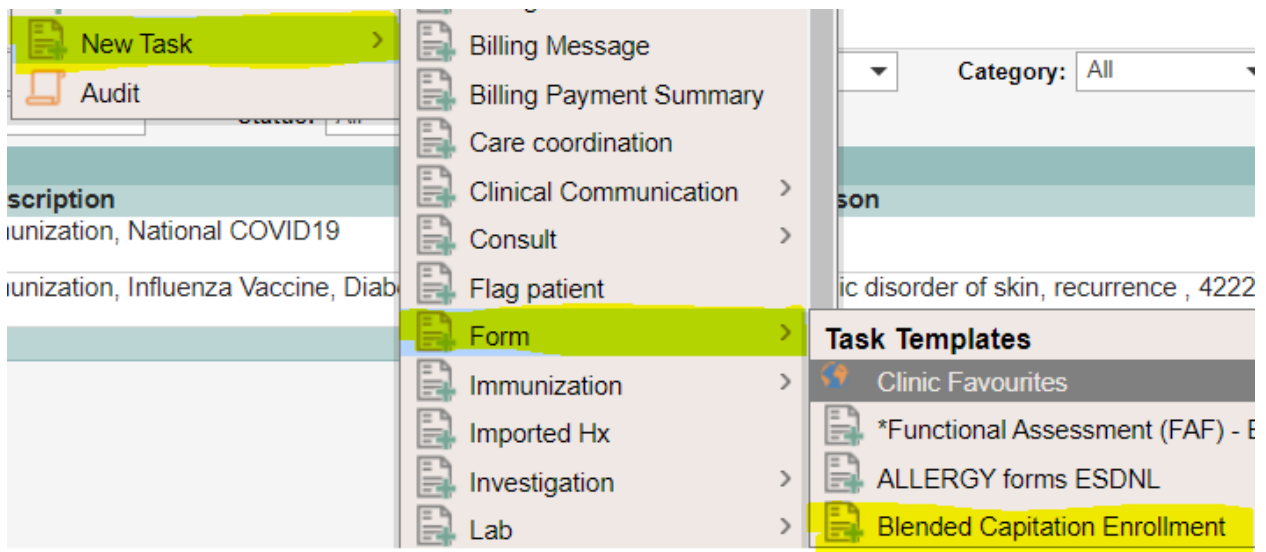 New Task
Audit
Billing Message
Billing Payment Summary
Care coordination
Clinical Communication
Consult
Flag patient
Form
Immunization
Imported Hx
Investigation
Lab
Category: All
scription
son
unization, National COVID19
unization, Influenza Vaccine, Diab
ic disorder of skin, recurrence , 4222
Task Templates
Clinic Favourites
*Functional Assessment (FAF) - E
ALLERGY forms ESDNL
Blended Capitation Enrollment